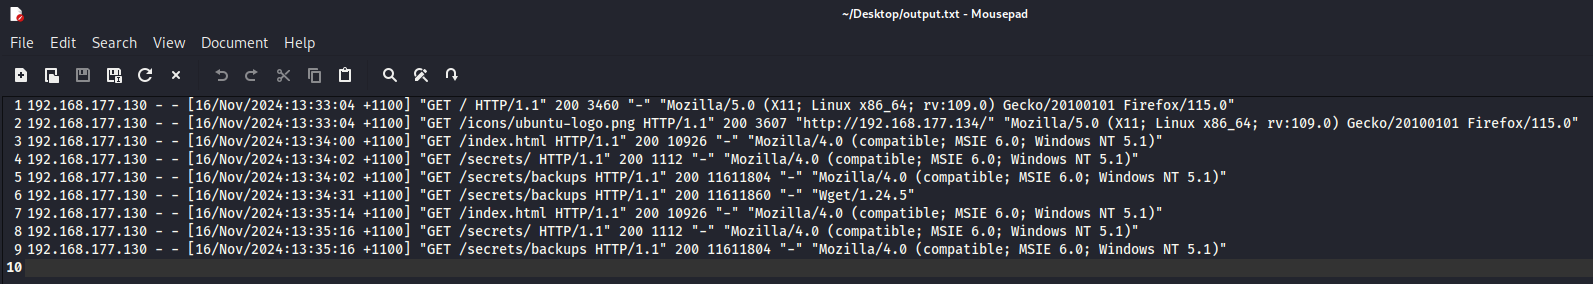 ~/Desktop/output.txt - Mousepad
File Edit Search View Document Help
1 192.168.177.130 - - [16/Nov/2024:13:33:04 +1100] "GET / HTTP/1.1" 200 3460 "-" "Mozilla/5.0 (X11; Linux x86_64; rv:109.0) Gecko/20100101 Firefox/115.0"
2 192.168.177.130 - - [16/Nov/2024:13:33:04 +1100] "GET /icons/ubuntu-logo.png HTTP/1.1" 200 3607 "http://192.168.177.134/" "Mozilla/5.0 (X11; Linux x86_64; rv:109.0) Gecko/20100101 Firefox/115.0"
3 192.168.177.130 - - [16/Nov/2024:13:34:00 +1100] "GET /index.html HTTP/1.1" 200 10926 "-" "Mozilla/4.0 (compatible; MSIE 6.0; Windows NT 5.1)"
4 192.168.177.130 - - [16/Nov/2024:13:34:02 +1100] "GET /secrets/ HTTP/1.1" 200 1112 "-" "Mozilla/4.0 (compatible; MSIE 6.0; Windows NT 5.1)"
5 192.168.177.130 - - [16/Nov/2024:13:34:02 +1100] "GET /secrets/backups HTTP/1.1" 200 11611804 "-" "Mozilla/4.0 (compatible; MSIE 6.0; Windows NT 5.1)"
6 192.168.177.130 - - [16/Nov/2024:13:34:31 +1100] "GET /secrets/backups HTTP/1.1" 200 11611860 "-" "Wget/1.24.5"
7 192.168.177.130 - - [16/Nov/2024:13:35:14 +1100] "GET /index.html HTTP/1.1" 200 10926 "-" "Mozilla/4.0 (compatible; MSIE 6.0; Windows NT 5.1)"
8 192.168.177.130 - - [16/Nov/2024:13:35:16 +1100] "GET /secrets/ HTTP/1.1" 200 1112 "-" "Mozilla/4.0 (compatible; MSIE 6.0; Windows NT 5.1)"
9 192.168.177.130 - - [16/Nov/2024:13:35:16 +1100] "GET /secrets/backups HTTP/1.1" 200 11611804 "-" "Mozilla/4.0 (compatible; MSIE 6.0; Windows NT 5.1)"
10